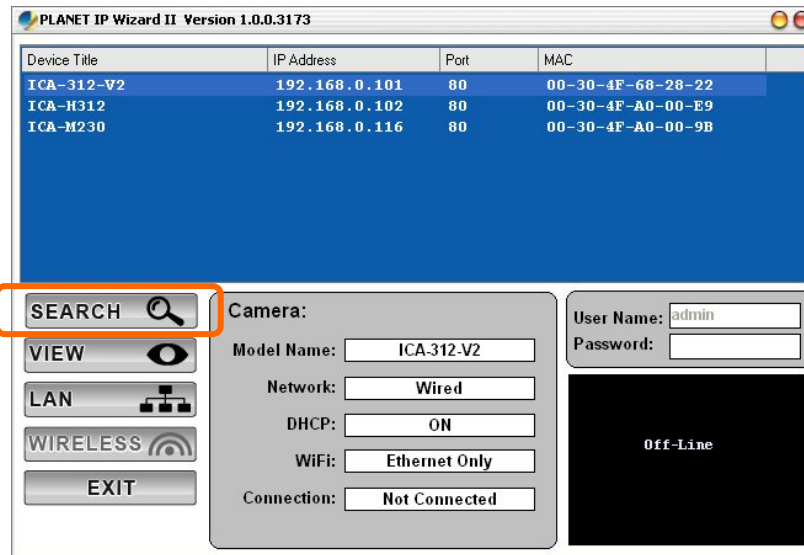 PLANET IP Wizard II Version 1.0.0.3173
Device Title IP Address Port MAC
ICA-312-V2 192.168.0.101 80 00-30-4F-68-28-22
ICA-H312 192.168.0.102 80 00-30-4F-A0-00-E9
ICA-M230 192.168.0.116 80 00-30-4F-A0-00-9B
SEARCH
VIEW
LAN
WIRELESS
EXIT
Camera:
Model Name: ICA-312-V2
Network: Wired
DHCP: ON
WiFi: Ethernet Only
Connection: Not Connected
User Name: admin
Password:
Off-Line